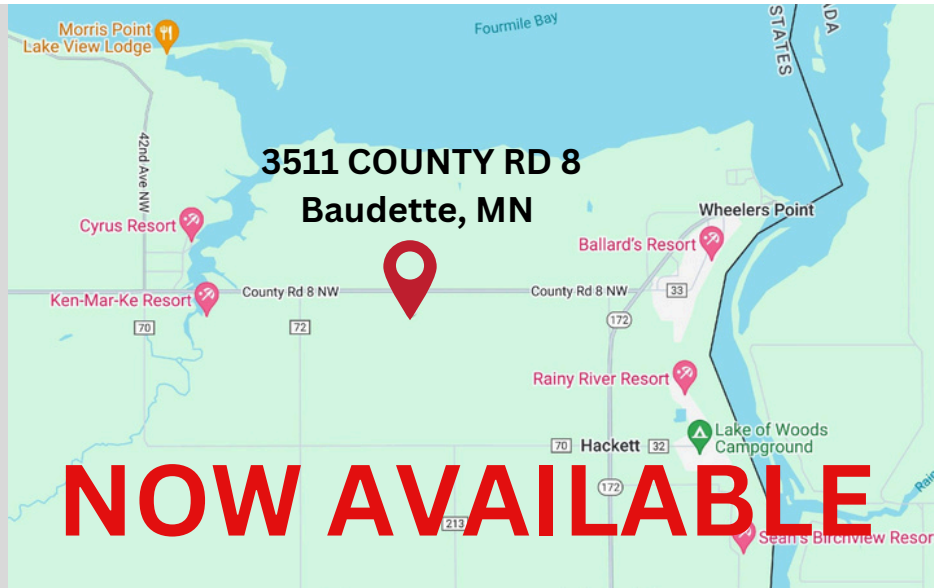 Morris Point
Lake View Lodge
Fourmile Bay
STATES
ADA
42nd Ave NW
3511 COUNTY RD 8
Baudette, MN
Wheelers Point
Cyrus Resort
Ballard's Resort
Ken-Mar-Ke Resort
County Rd 8 NW
County Rd 8 NW
33
70
72
172
Rainy River Resort
Lake of Woods
Campground
70
Hackett
32
172
NOW AVAILABLE
213
Sean's Birchview Resor
Rain